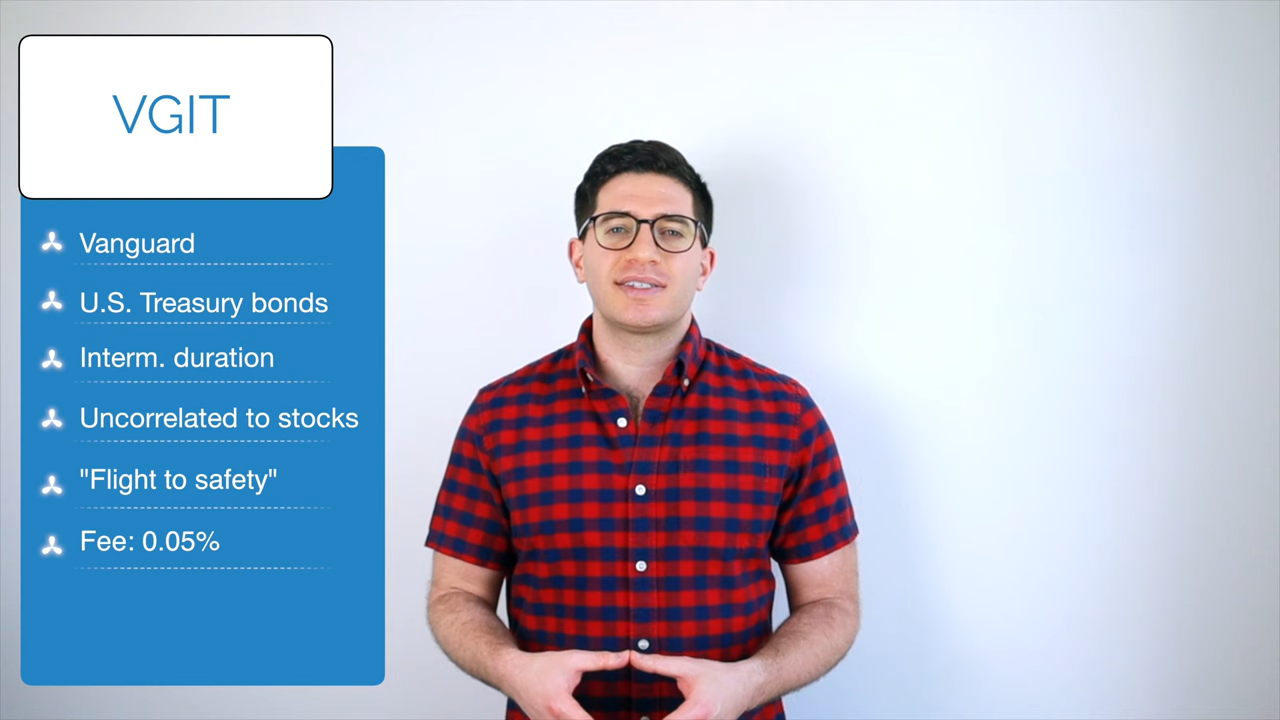 VGIT
Vanguard
U.S. Treasury bonds
Interm. duration
Uncorrelated to stocks
"Flight to safety"
Fee: 0.05%